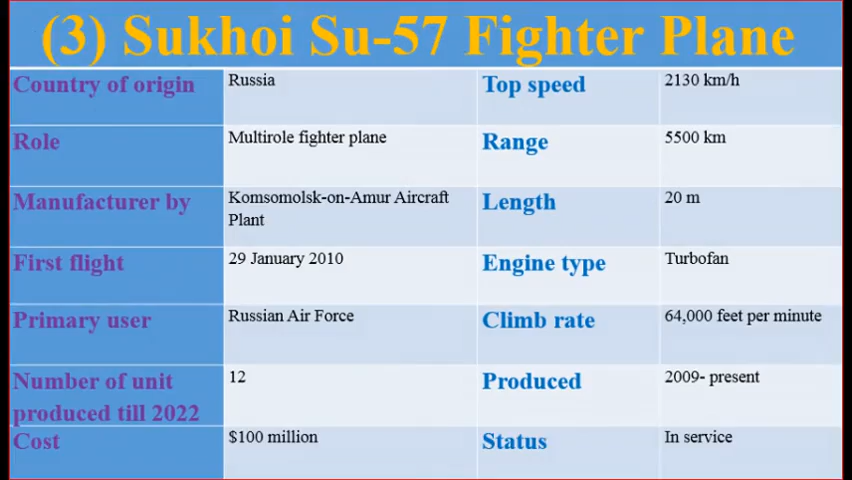 (3) Sukhoi Su-57 Fighter Plane
Country of origin Russia Top speed 2130 km/h
Role Multirole fighter plane Range 5500 km
Manufacturer by Komsomolsk-on-Amur Aircraft Length 20 m
Plant
First flight 29 January 2010 Engine type Turbofan
Primary user Russian Air Force Climb rate 64,000 feet per minute
Number of unit 12 Produced 2009- present
produced till 2022
Cost $100 million Status In service